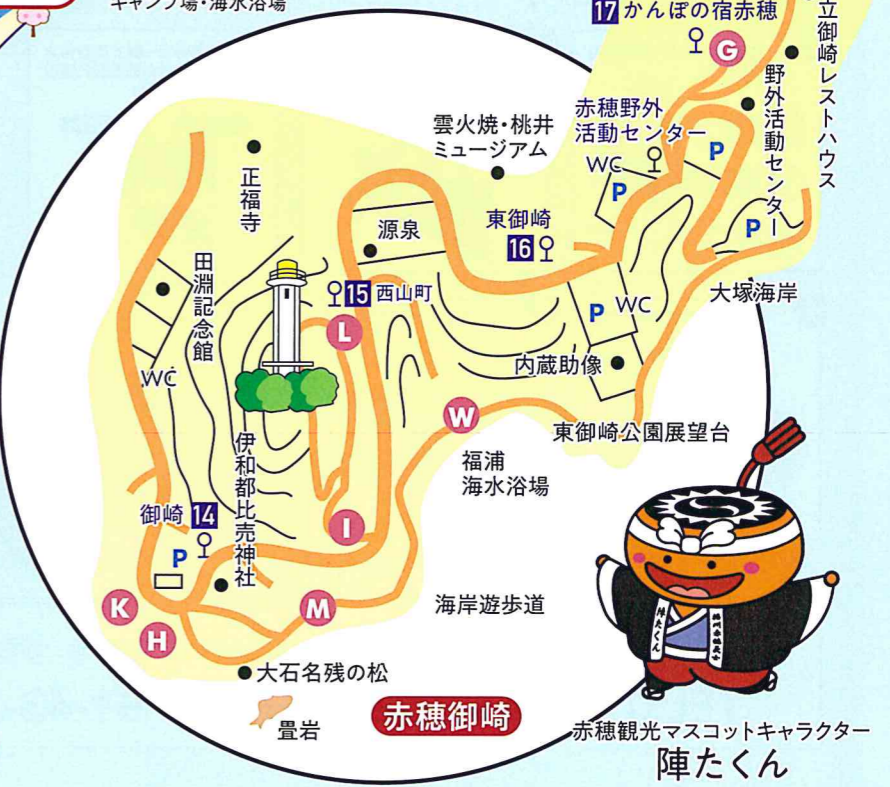 キャンプ場・海水浴場
17 かんぽの宿赤穂
G
立御崎レストハウス
野外活動センター
赤穂野外
活動センター
WC
P
P
P
雲火焼・桃井
ミュージアム
東御崎
16
大塚海岸
P WC
内蔵助像
東御崎公園展望台
正福寺
源泉
15 西山町
L
田淵記念館
WC
W
福浦
海水浴場
伊和都比売神社
御崎 14
P
I
K
H
M
海岸遊歩道
大石名残の松
畳岩
赤穂御崎
陣たくん
播州赤穂義士
赤穂観光マスコットキャラクター
陣たくん